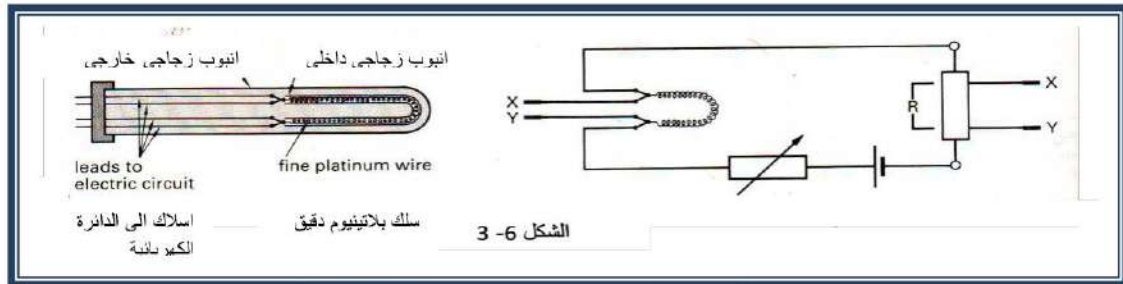 انبوب زجاجي خارجي
انبوب زجاجي داخلي
leads to
electric circuit
fine platinum wire
اسلاك الى الدائرة
الكهربائية
سلك بلاتينيوم دقيق
X
Y
R
X
Y
الشكل 6- 3